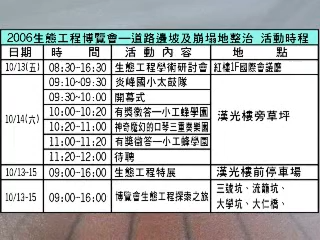 2006生態工程博覽會—道路邊坡及崩塌地整治 活動時程
日期 時 間 活動內容 地 點
10/13(五) 08:30-16:30 生態工程學術研討會 紅樓1F國際會議廳
10/14(六) 09:10-09:30 炎峰國小太鼓隊 漢光樓旁草坪
09:30-10:00 開幕式
10:00-10:20 有獎徵答—小工蜂學園
10:20-11:00 神奇魔幻的口琴三重奏樂團
11:00-11:20 有獎徵答—小工蜂學園
11:20-12:00 待聘
10/13-15 09:00-16:00 生態工程特展 漢光樓前停車場
10/13-15 09:00-16:00 博覽會生態工程探索之旅 三號坑、流籠坑、
大學坑、大仁橋、